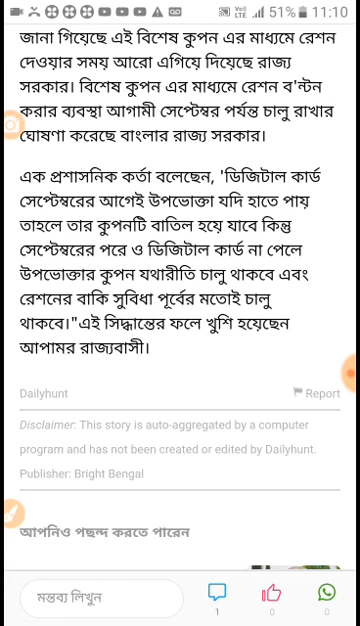 51% 11:10
জানা গিয়েছে এই বিশেষ কুপন এর মাধ্যমে রেশন
দেওয়ার সময় আরো এগিয়ে দিয়েছে রাজ্য
সরকার। বিশেষ কুপন এর মাধ্যমে রেশন ব'ন্টন
করার ব্যবস্থা আগামী সেপ্টেম্বর পর্যন্ত চালু রাখার
ঘোষণা করেছে বাংলার রাজ্য সরকার।
এক প্রশাসনিক কর্তা বলেছেন, 'ডিজিটাল কার্ড
সেপ্টেম্বরের আগেই উপভোক্তা যদি হাতে পায়
তাহলে তার কুপনটি বাতিল হয়ে যাবে কিন্তু
সেপ্টেম্বরের পরে ও ডিজিটাল কার্ড না পেলে
উপভোক্তার কুপন যথারীতি চালু থাকবে এবং
রেশনের বাকি সুবিধা পূর্বের মতোই চালু
থাকবে।"এই সিদ্ধান্তের ফলে খুশি হয়েছেন
আপামর রাজ্যবাসী।
Dailyhunt Report
Disclaimer: This story is auto-aggregated by a computer
program and has not been created or edited by Dailyhunt.
Publisher: Bright Bengal
আপনিও পছন্দ করতে পারেন
মন্তব্য লিখুন
1 0 0